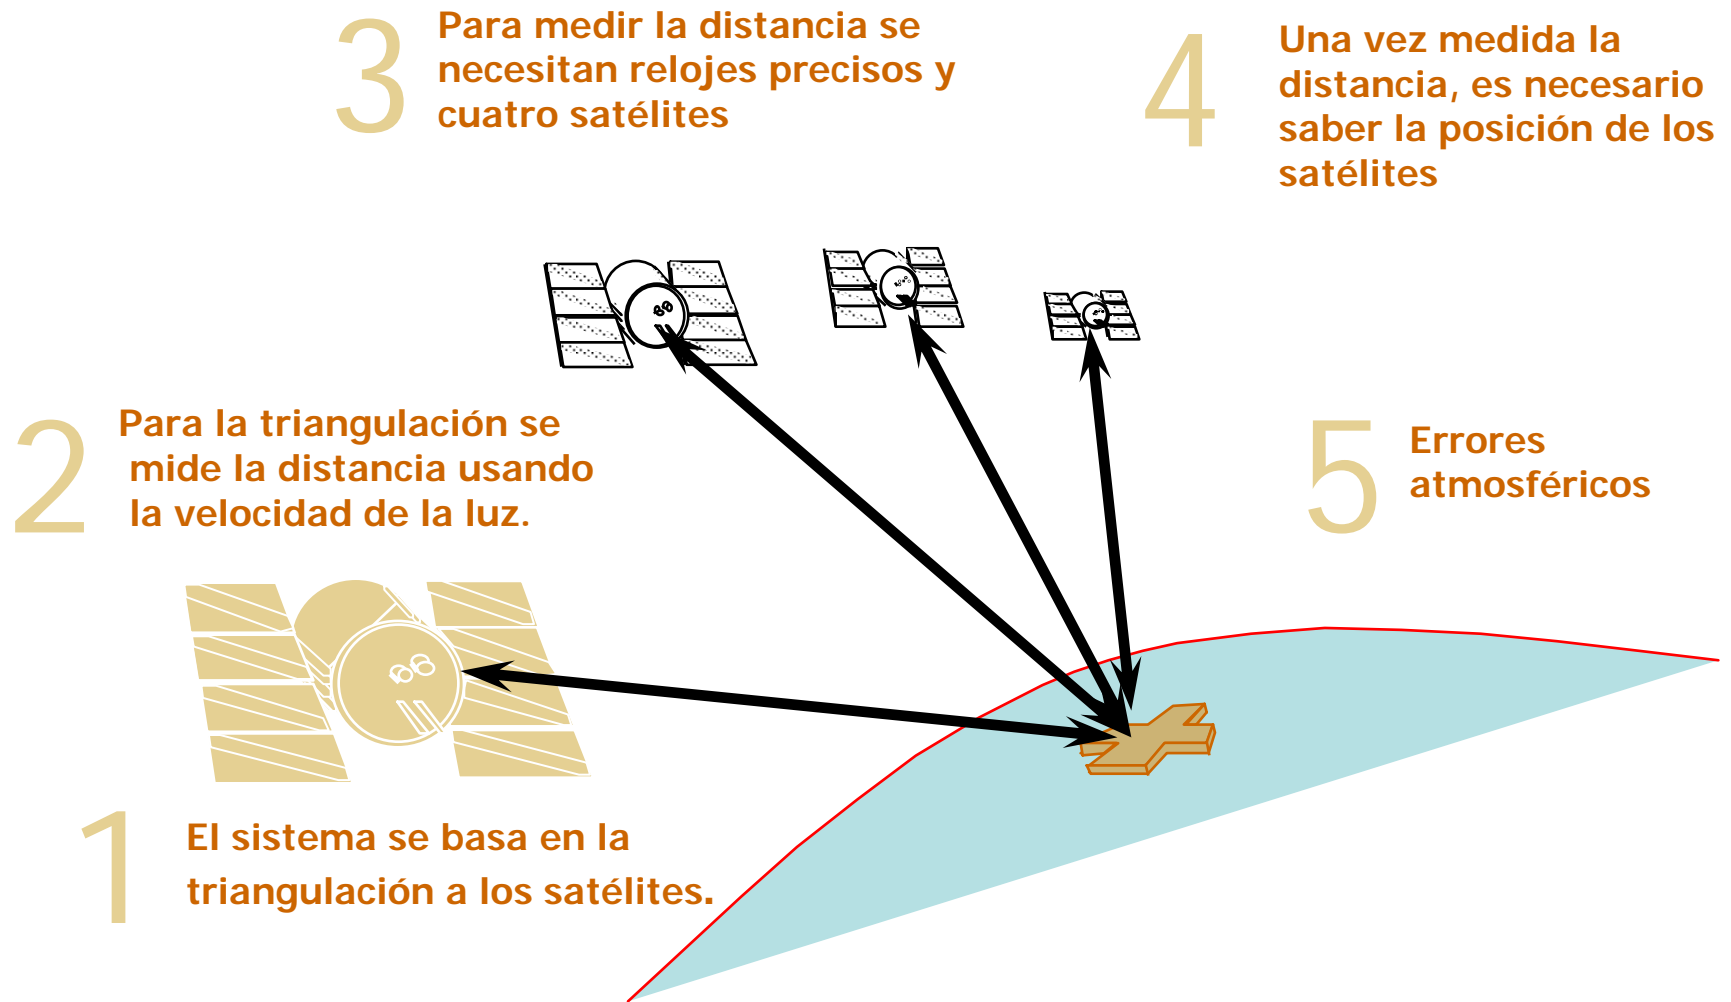 3
Para medir la distancia se
necesitan relojes precisos y
cuatro satélites
4
Una vez medida la
distancia, es necesario
saber la posición de los
satélites
2
Para la triangulación se
mide la distancia usando
la velocidad de la luz.
5
Errores
atmosféricos
1
El sistema se basa en la
triangulación a los satélites.